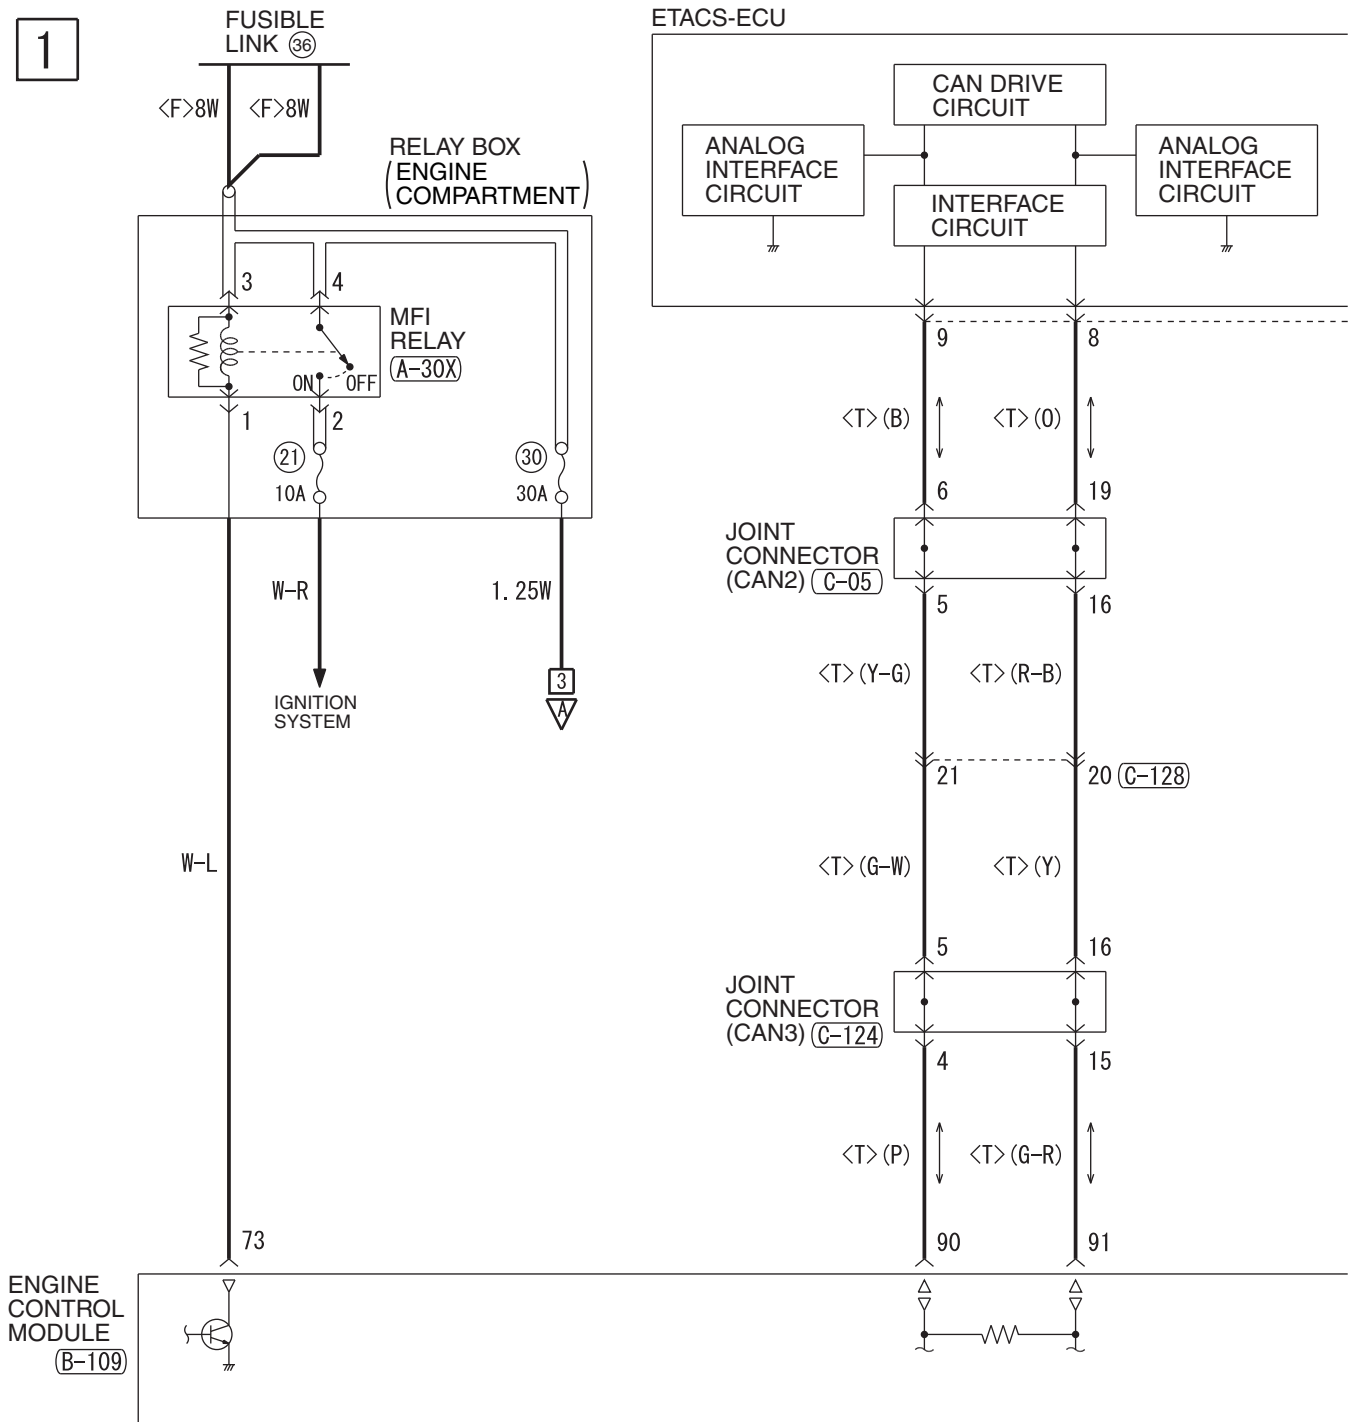 1
FUSIBLE
LINK 36
<F>8W
<F>8W
RELAY BOX
(ENGINE
COMPARTMENT)
3
4
MFI
RELAY
A-30X
ON
OFF
1
2
21
10A
30
30A
W-R
1.25W
IGNITION
SYSTEM
3
A
W-L
73
ENGINE
CONTROL
MODULE
B-109
ETACS-ECU
CAN DRIVE
CIRCUIT
ANALOG
INTERFACE
CIRCUIT
ANALOG
INTERFACE
CIRCUIT
INTERFACE
CIRCUIT
9
8
<T>(B)
<T>(O)
6
19
JOINT
CONNECTOR
(CAN2) C-05
5
16
<T>(Y-G)
<T>(R-B)
21
20 C-128
<T>(G-W)
<T>(Y)
5
16
JOINT
CONNECTOR
(CAN3) C-124
4
15
<T>(P)
<T>(G-R)
90
91